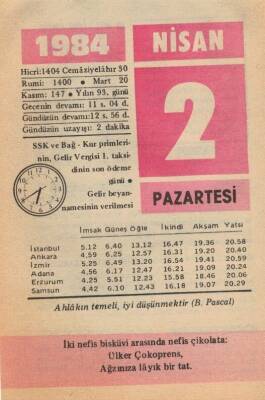 1984
NİSAN
Hicri:1404 Cemâziyelâhır 30
Rumi: 1400 • Mart 20
Kasım: 147 • Yılın 93. günü
Gecenin devamı: 11 s. 04 d.
Gündüzün devamı:12 s. 56 d.
Gündüzün uzayışı: 2 dakika
SSK ve Bağ - Kur primleri-
nin, Gelir Vergisi 1. taksi-
dinin son ödeme
günü •
Gelir beyan-
namesinin verilmesi
2
PAZARTESİ
İmsak Güneş Öğle İkindi Akşam Yatsı
İstanbul 5.12 6.40 13.12 16.47 19.36 20.58
Ankara 4.59 6.25 12.57 16.31 19.20 20.40
İzmir 5.25 6.49 13.20 16.54 19.41 20.59
Adana 4.56 6.17 12.47 16.21 19.09 20.24
Erzurum 4.25 5.51 12.23 15.58 18.46 20.06
Samsun 4.42 6.10 12.43 16.18 19.07 20.29
Ahlâkın temeli, iyi düşünmektir (B. Pascal)
İki nefis bisküvi arasında nefis çikolata:
Ülker Çokoprens,
Ağzınıza lâyık bir tat.